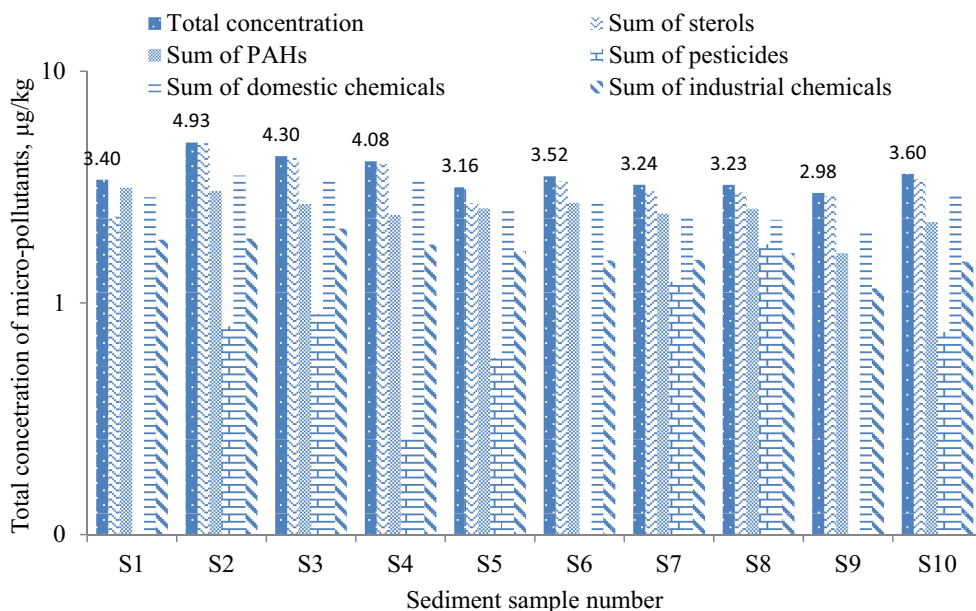 Total concentration
Sum of sterols
Sum of PAHs
Sum of pesticides
Sum of domestic chemicals
Sum of industrial chemicals
Total concetration of micro-pollutants, µg/kg
10
1
0
3.40
4.93
4.30
4.08
3.16
3.52
3.24
3.23
2.98
3.60
S1 S2 S3 S4 S5 S6 S7 S8 S9 S10
Sediment sample number